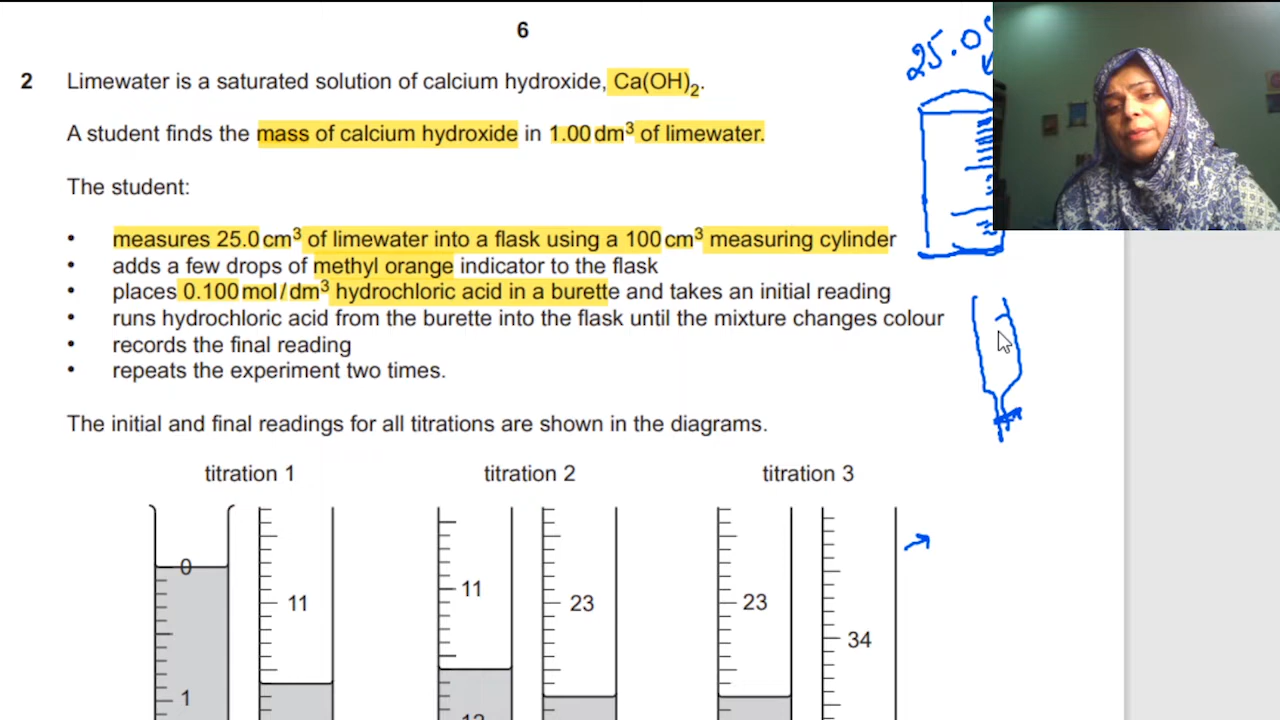 6
25.0
2 Limewater is a saturated solution of calcium hydroxide, Ca(OH)₂.
A student finds the mass of calcium hydroxide in 1.00 dm³ of limewater.
The student:
• measures 25.0 cm³ of limewater into a flask using a 100 cm³ measuring cylinder
• adds a few drops of methyl orange indicator to the flask
• places 0.100 mol/dm³ hydrochloric acid in a burette and takes an initial reading
• runs hydrochloric acid from the burette into the flask until the mixture changes colour
• records the final reading
• repeats the experiment two times.
The initial and final readings for all titrations are shown in the diagrams.
titration 1 titration 2 titration 3
0
11 11 23 23
34
1
12